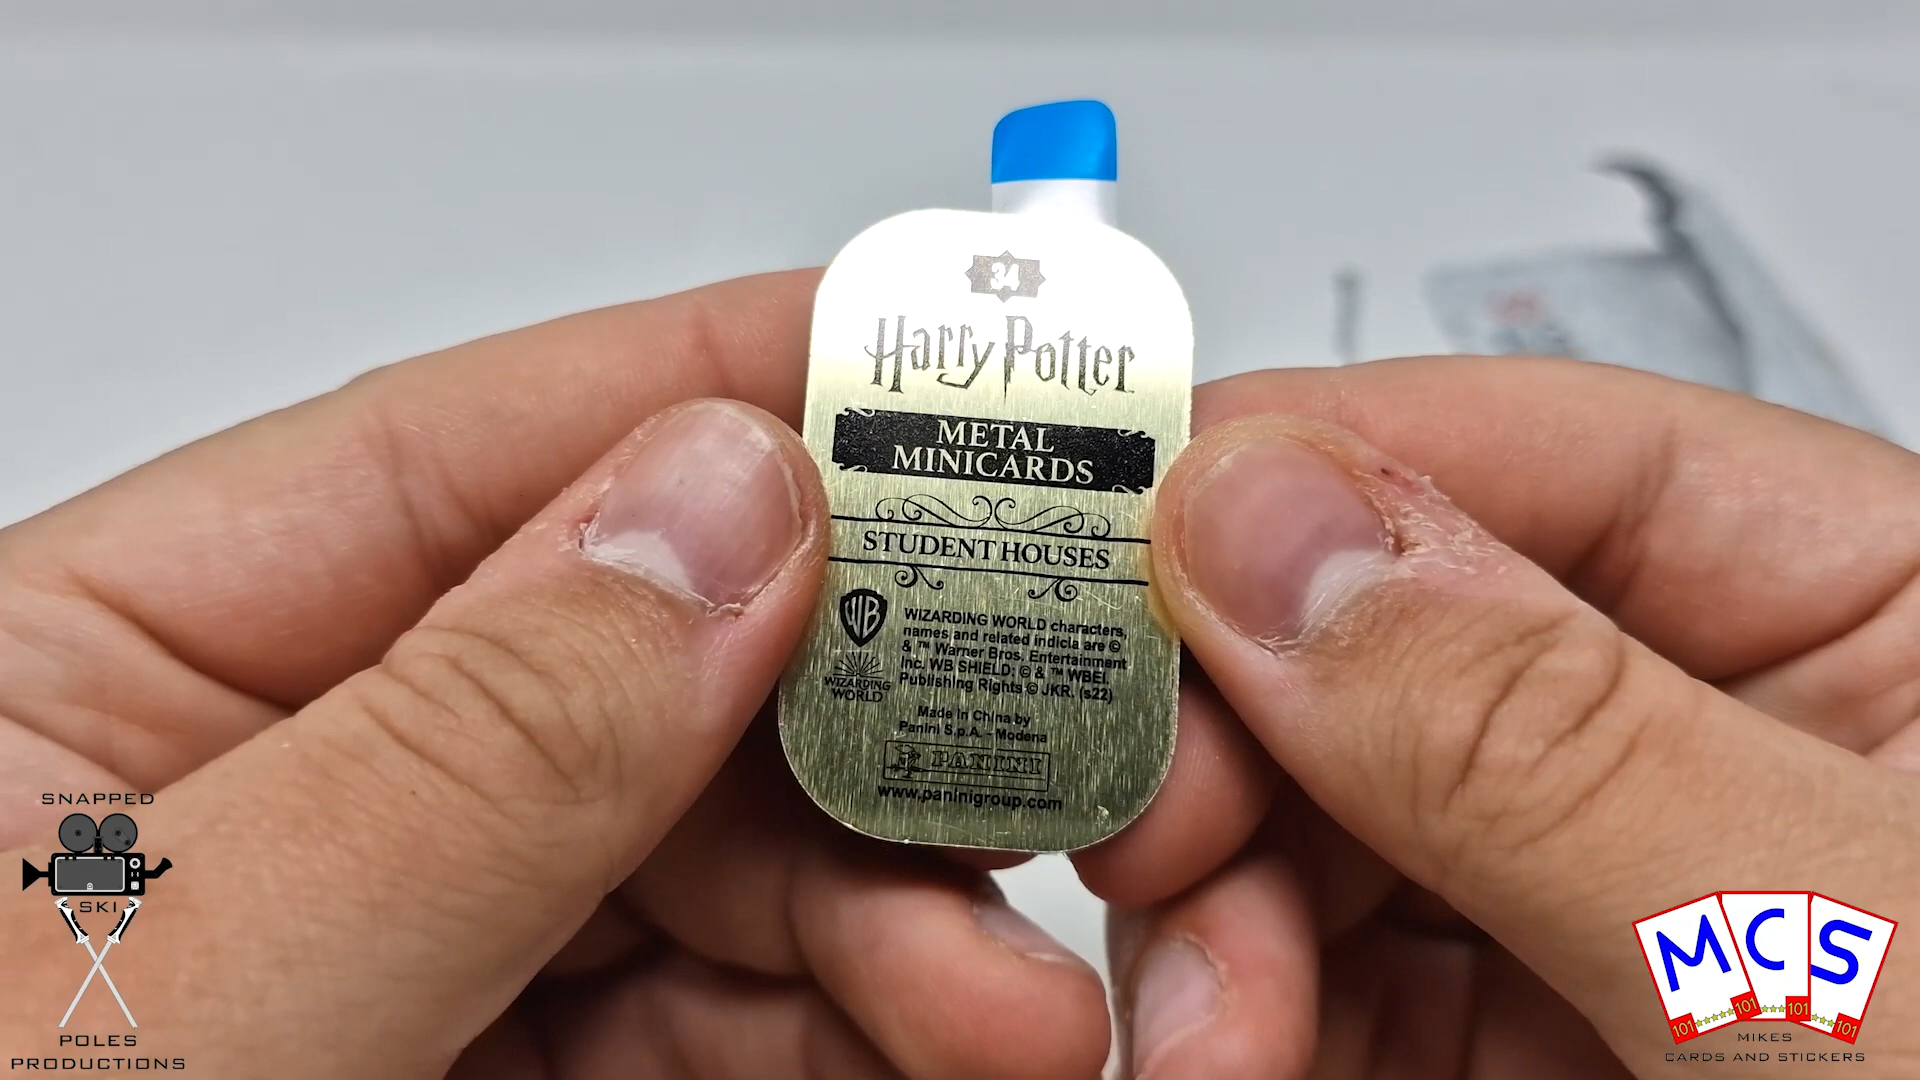 34
Harry Potter
METAL
MINICARDS
STUDENT HOUSES
WB
WIZARDING
WORLD
WIZARDING WORLD characters,
names and related indicia are ©
& ™ Warner Bros. Entertainment
Inc. WB SHIELD: © & ™ WBEI.
Publishing Rights © JKR. (s22)
Made in China by
Panini S.p.A. - Modena
PANINI
www.paninigroup.com
SNAPPED
SKI
POLES
PRODUCTIONS
MCS
101 101 101 101
MIKES
CARDS AND STICKERS